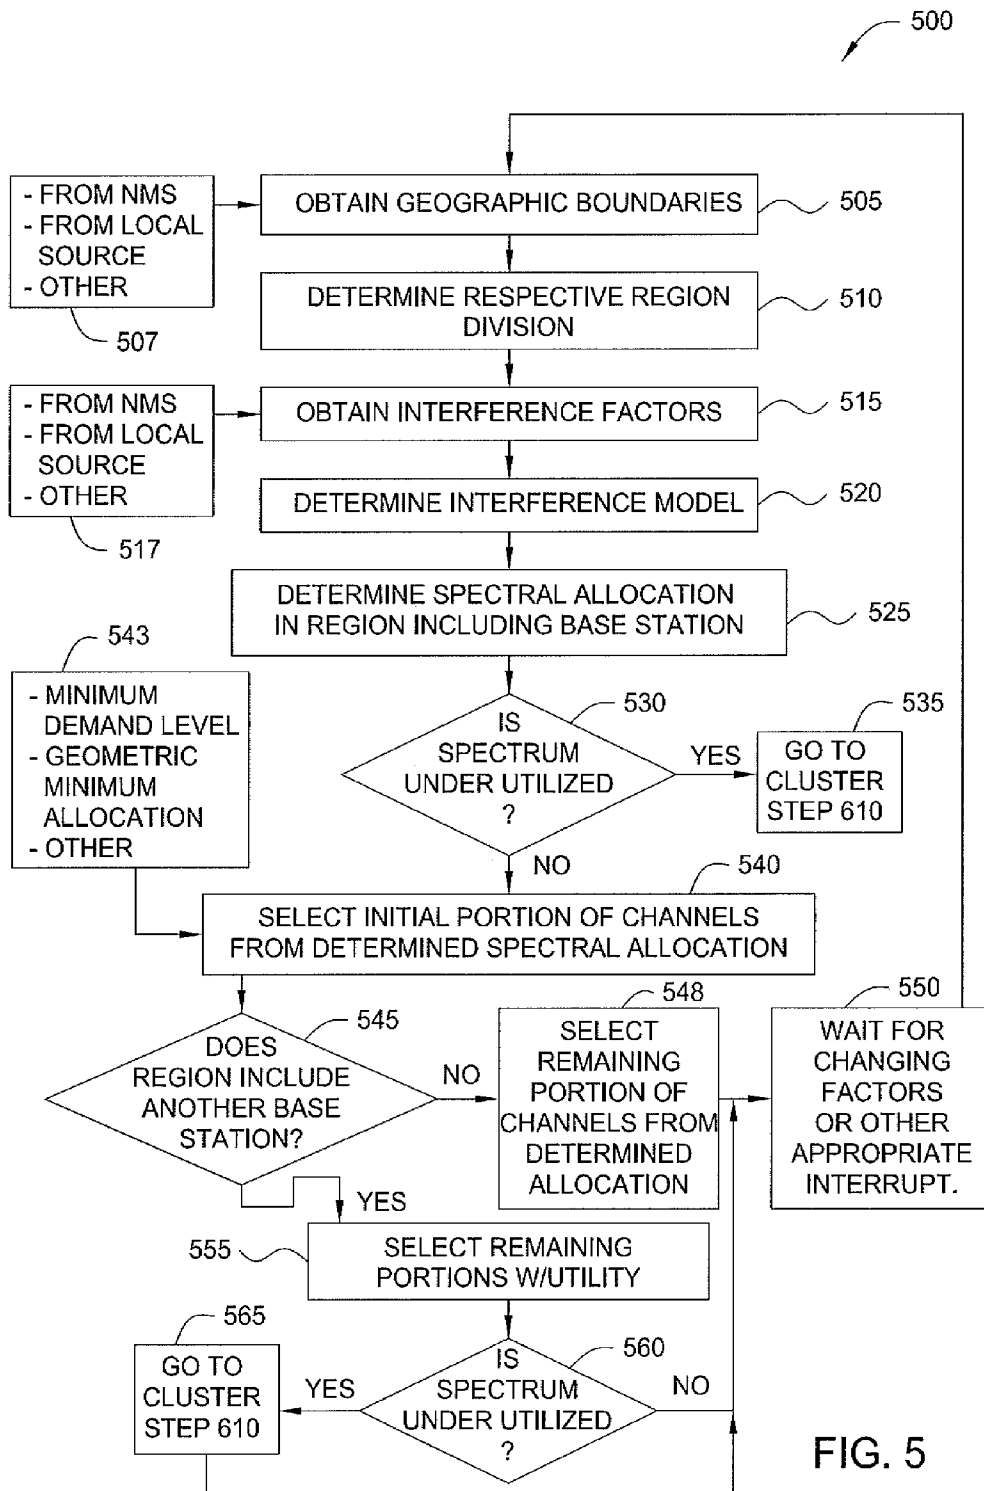 500
- FROM NMS
- FROM LOCAL
SOURCE
- OTHER
507
OBTAIN GEOGRAPHIC BOUNDARIES
505
DETERMINE RESPECTIVE REGION
DIVISION
510
- FROM NMS
- FROM LOCAL
SOURCE
- OTHER
517
OBTAIN INTERFERENCE FACTORS
515
DETERMINE INTERFERENCE MODEL
520
DETERMINE SPECTRAL ALLOCATION
IN REGION INCLUDING BASE STATION
525
543
- MINIMUM
DEMAND LEVEL
- GEOMETRIC
MINIMUM
ALLOCATION
- OTHER
IS
SPECTRUM
UNDER UTILIZED
?
530
YES
535
GO TO
CLUSTER
STEP 610
NO
540
SELECT INITIAL PORTION OF CHANNELS
FROM DETERMINED SPECTRAL ALLOCATION
545
DOES
REGION INCLUDE
ANOTHER BASE
STATION?
NO
548
SELECT
REMAINING
PORTION OF
CHANNELS FROM
DETERMINED
ALLOCATION
550
WAIT FOR
CHANGING
FACTORS
OR OTHER
APPROPRIATE
INTERRUPT.
YES
555
SELECT REMAINING
PORTIONS W/UTILITY
565
GO TO
CLUSTER
STEP 610
YES
IS
SPECTRUM
UNDER UTILIZED
?
560
NO
FIG. 5